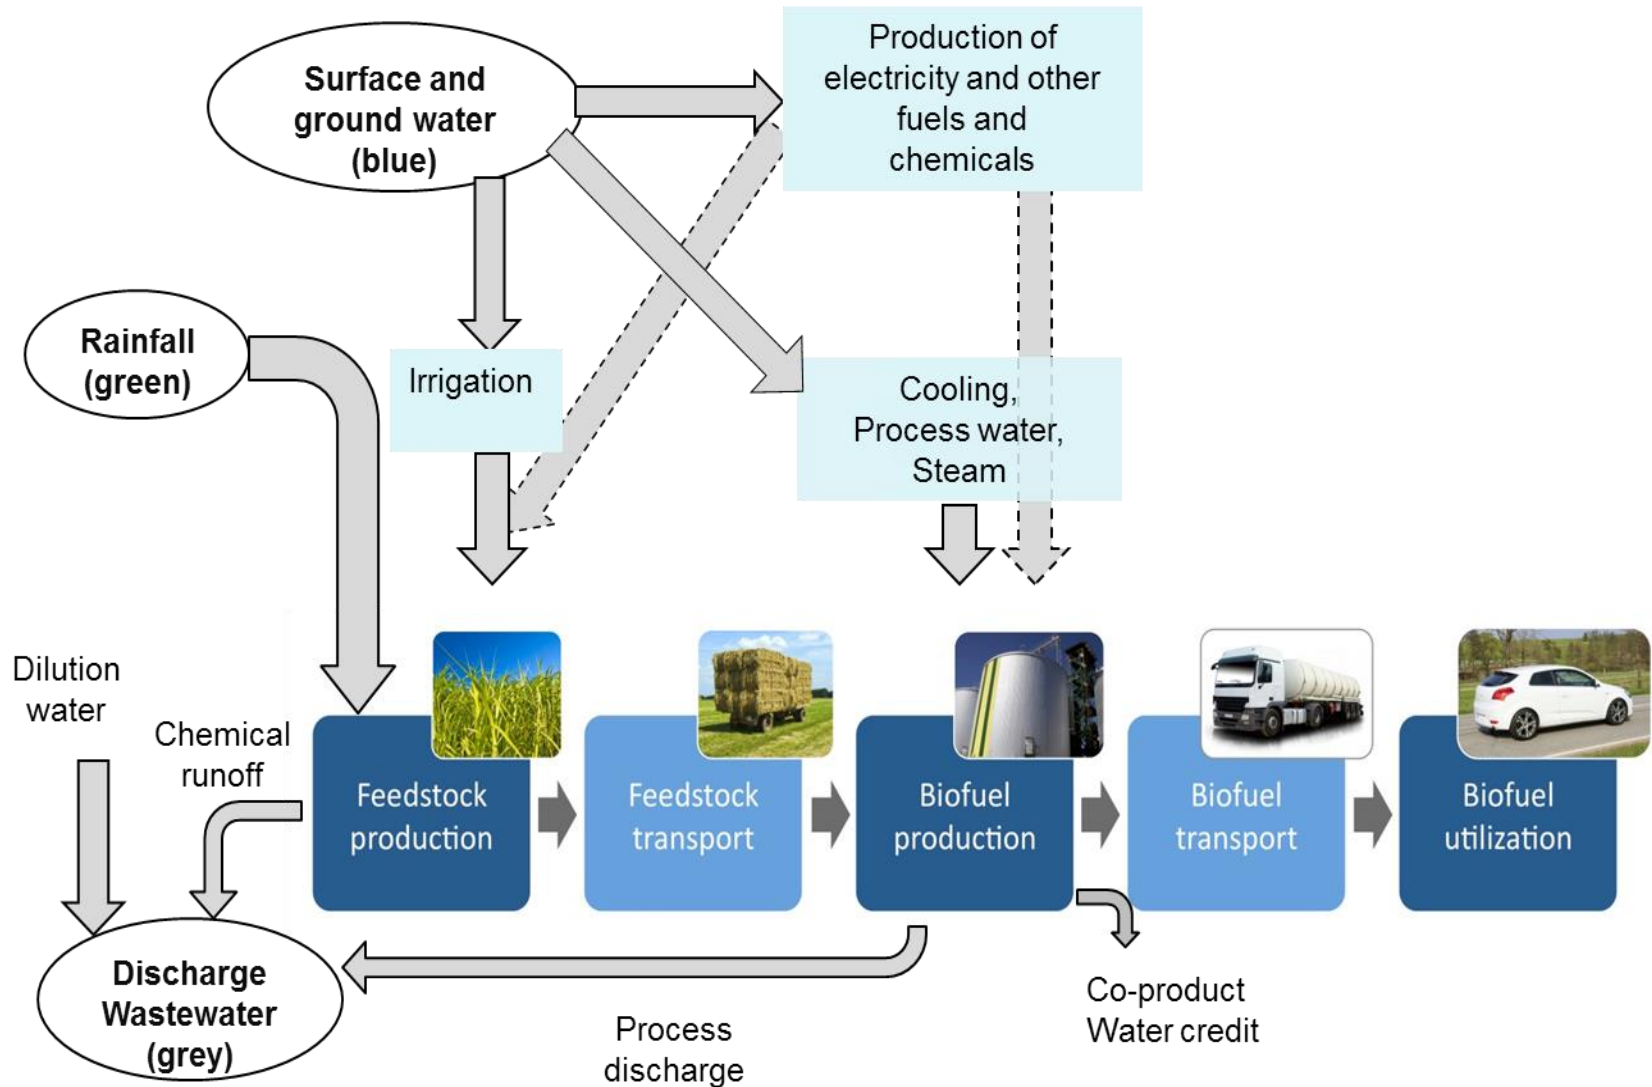 Surface and
ground water
(blue)
Production of
electricity and other
fuels and
chemicals
Rainfall
(green)
Irrigation
Cooling,
Process water,
Steam
Dilution
water
Chemical
runoff
Feedstock
production
Feedstock
transport
Biofuel
production
Biofuel
transport
Biofuel
utilization
Discharge
Wastewater
(grey)
Process
discharge
Co-product
Water credit